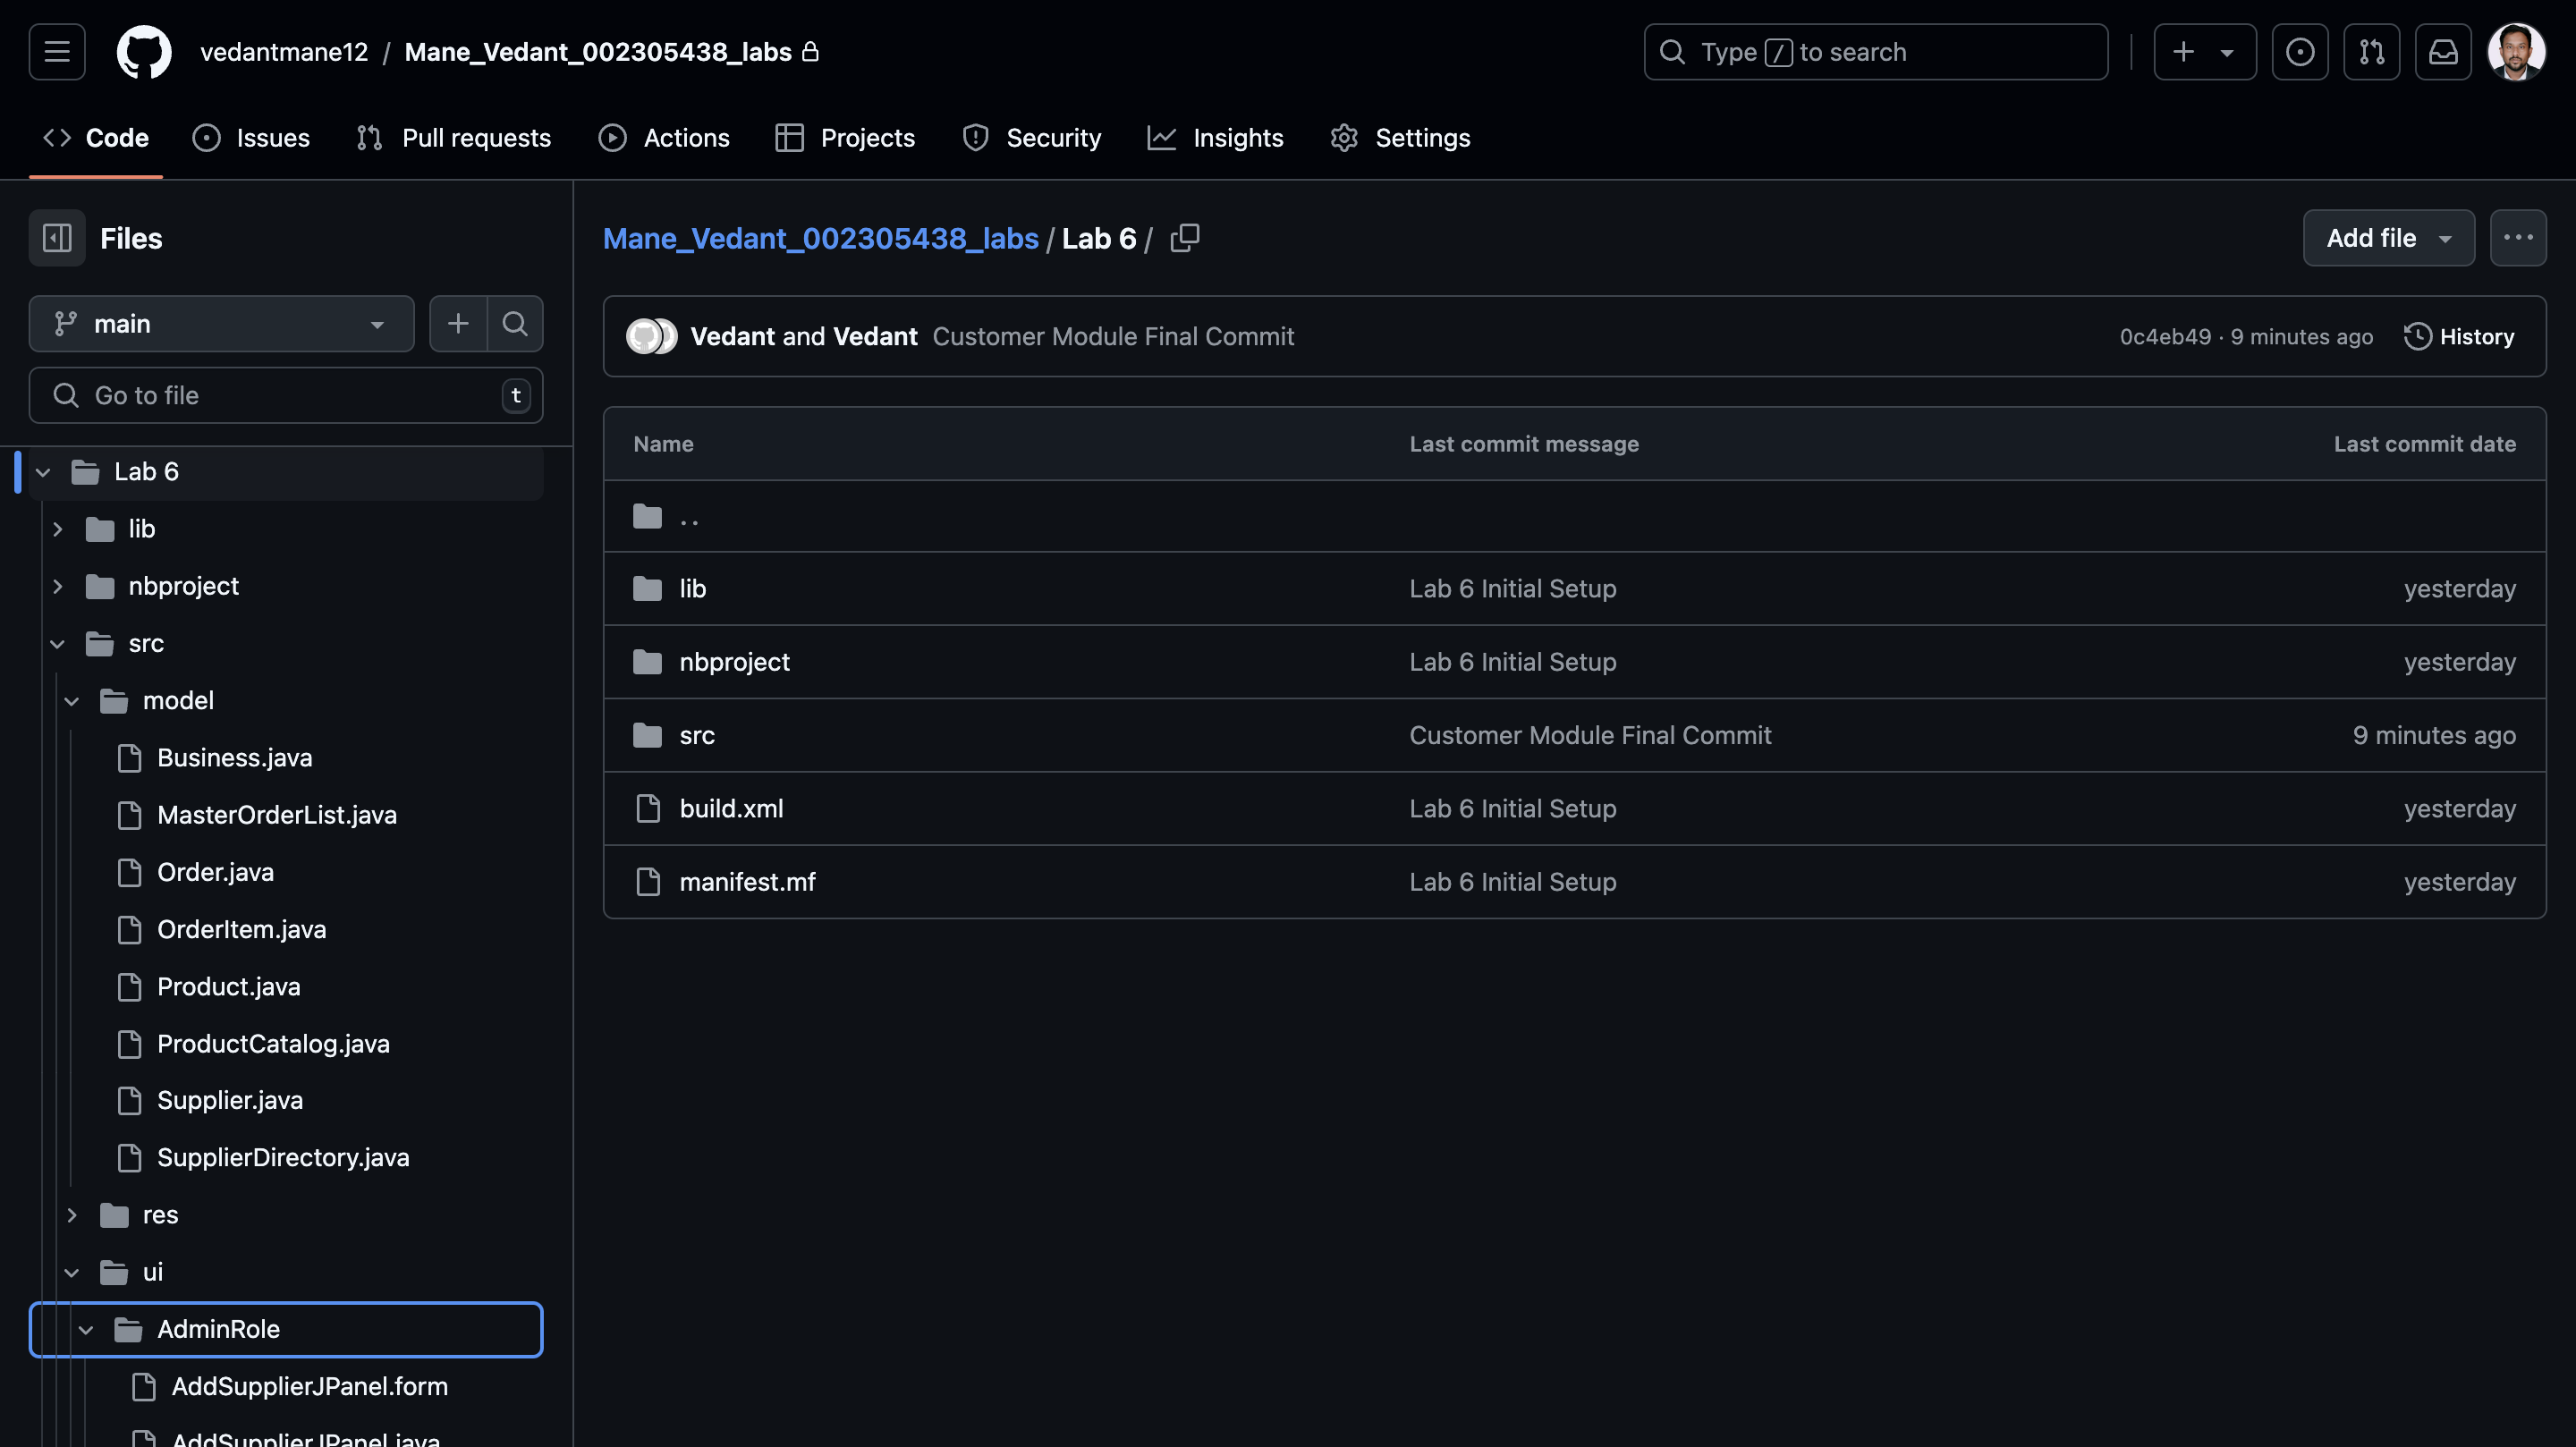 vedantmane12 / Mane_Vedant_002305438_labs
Type / to search
Code Issues Pull requests Actions Projects Security Insights Settings
Files
main
Go to file t
Lab 6
lib
nbproject
src
model
Business.java
MasterOrderList.java
Order.java
OrderItem.java
Product.java
ProductCatalog.java
Supplier.java
SupplierDirectory.java
res
ui
AdminRole
AddSupplierJPanel.form
AddSupplierJPanel.java
Mane_Vedant_002305438_labs / Lab 6 /
Add file
Vedant and Vedant Customer Module Final Commit 0c4eb49 · 9 minutes ago History
Name Last commit message Last commit date
..
lib Lab 6 Initial Setup yesterday
nbproject Lab 6 Initial Setup yesterday
src Customer Module Final Commit 9 minutes ago
build.xml Lab 6 Initial Setup yesterday
manifest.mf Lab 6 Initial Setup yesterday